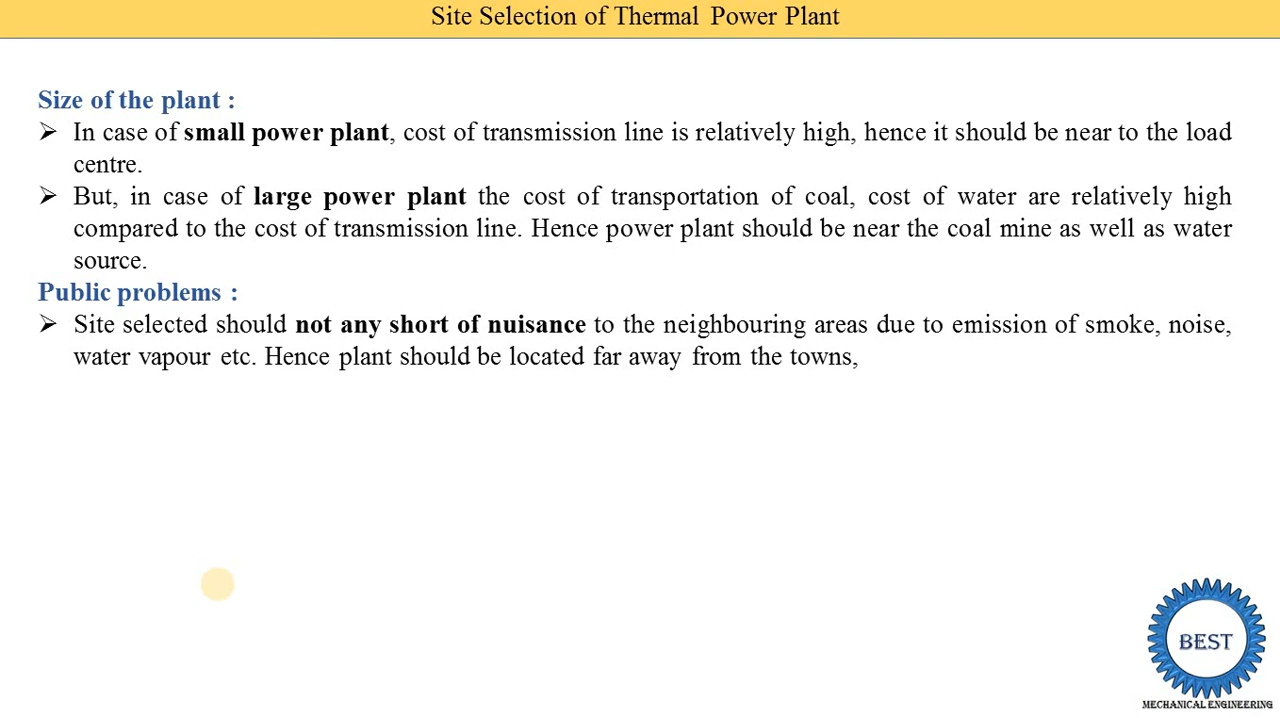 Site Selection of Thermal Power Plant
Size of the plant :
➢ In case of small power plant, cost of transmission line is relatively high, hence it should be near to the load
centre.
➢ But, in case of large power plant the cost of transportation of coal, cost of water are relatively high
compared to the cost of transmission line. Hence power plant should be near the coal mine as well as water
source.
Public problems :
➢ Site selected should not any short of nuisance to the neighbouring areas due to emission of smoke, noise,
water vapour etc. Hence plant should be located far away from the towns,
BEST
MECHANICAL ENGINEERING